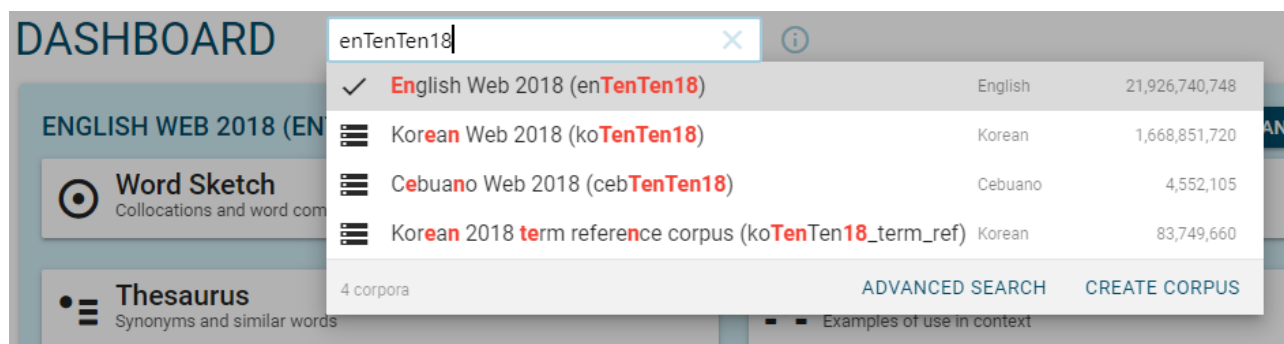 DASHBOARD
enTenTen18
English Web 2018 (enTenTen18) English 21,926,740,748
ENGLISH WEB 2018 (EN
Korean Web 2018 (koTenTen18) Korean 1,668,851,720
AN
Word Sketch
Collocations and word com
Cebuano Web 2018 (cebTenTen18) Cebuano 4,552,105
Korean 2018 term reference corpus (koTenTen18_term_ref) Korean 83,749,660
4 corpora ADVANCED SEARCH CREATE CORPUS
Thesaurus
Synonyms and similar words
Examples of use in context